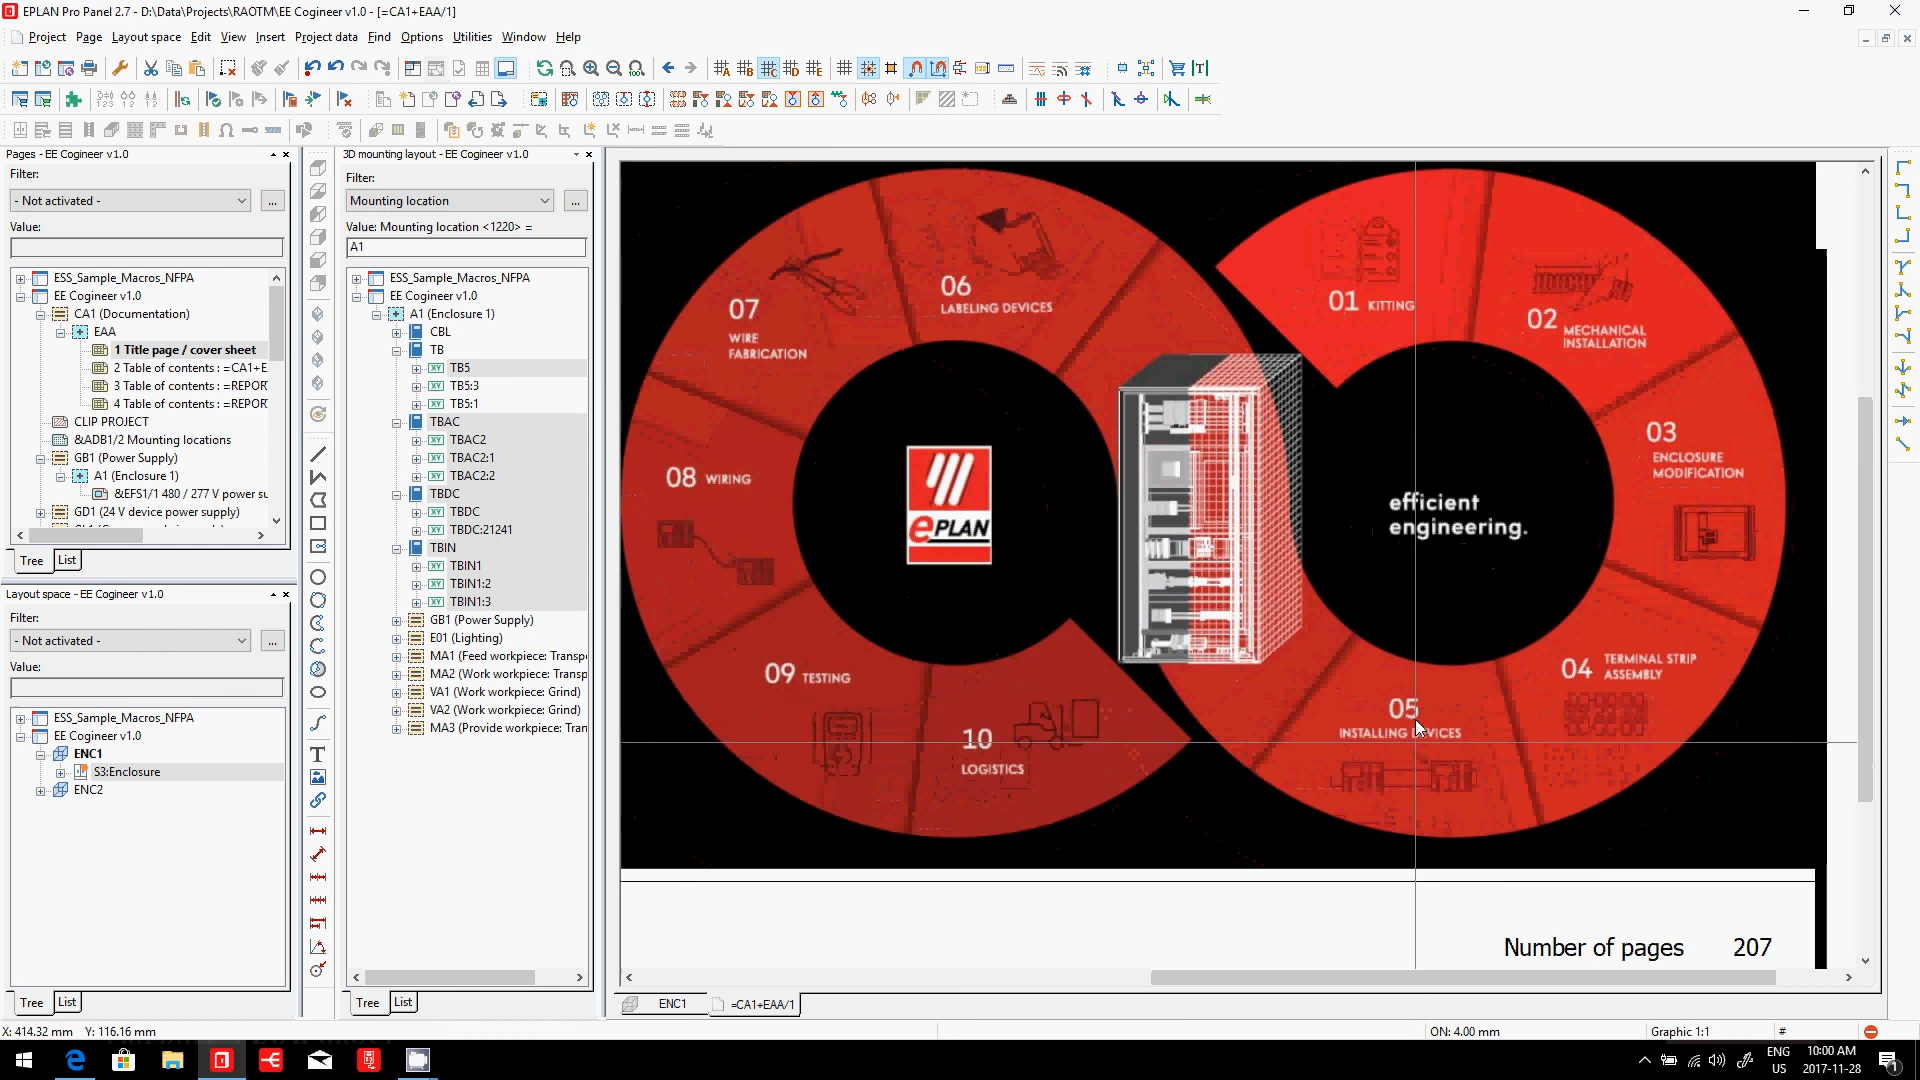 EPLAN Pro Panel 2.7 - D:\Data\Projects\RAOTM\EE Cogineer v1.0 - [=CA1+EAA/1]
Project Page Layout space Edit View Insert Project data Find Options Utilities Window Help
Pages - EE Cogineer v1.0
Filter:
- Not activated -
...
Value:
ESS_Sample_Macros_NFPA
EE Cogineer v1.0
CA1 (Documentation)
EAA
1 Title page / cover sheet
2 Table of contents : =CA1+E
3 Table of contents : =REPOR
4 Table of contents : =REPOR
CLIP PROJECT
&ADB1/2 Mounting locations
GB1 (Power Supply)
A1 (Enclosure 1)
&EFS1/1 480 / 277 V power su
GD1 (24 V device power supply)
Tree List
Layout space - EE Cogineer v1.0
Filter:
- Not activated -
...
Value:
ESS_Sample_Macros_NFPA
EE Cogineer v1.0
ENC1
S3:Enclosure
ENC2
Tree List
3D mounting layout - EE Cogineer v1.0
Filter:
Mounting location
...
Value: Mounting location <1220> =
A1
ESS_Sample_Macros_NFPA
EE Cogineer v1.0
A1 (Enclosure 1)
CBL
TB
TB5
TB5:3
TB5:1
TBAC
TBAC2
TBAC2:1
TBAC2:2
TBDC
TBDC
TBDC:21241
TBIN
TBIN1
TBIN1:2
TBIN1:3
GB1 (Power Supply)
E01 (Lighting)
MA1 (Feed workpiece: Transp
MA2 (Work workpiece: Transp
VA1 (Work workpiece: Grind)
VA2 (Work workpiece: Grind)
MA3 (Provide workpiece: Tran
Tree List
01 KITTING
02 MECHANICAL
INSTALLATION
03
ENCLOSURE
MODIFICATION
04 TERMINAL STRIP
ASSEMBLY
05
INSTALLING DEVICES
06
LABELING DEVICES
07
WIRE
FABRICATION
08 WIRING
09 TESTING
10
LOGISTICS
ePLAN
efficient
engineering.
Number of pages 207
ENC1 =CA1+EAA/1
X: 414.32 mm Y: 116.16 mm
ON: 4.00 mm
Graphic 1:1
#
ENG
US
10:00 AM
2017-11-28
1